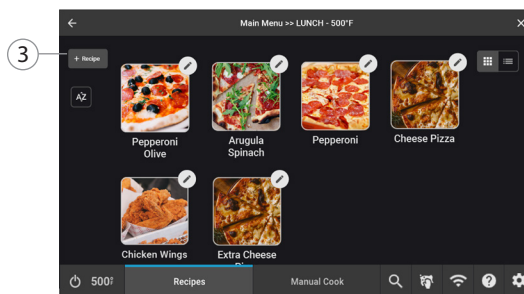 3
Main Menu >> LUNCH - 500°F
+ Recipe
AZ
Pepperoni
Olive
Arugula
Spinach
Pepperoni
Cheese Pizza
Chicken Wings
Extra Cheese
500°F
Recipes
Manual Cook
?